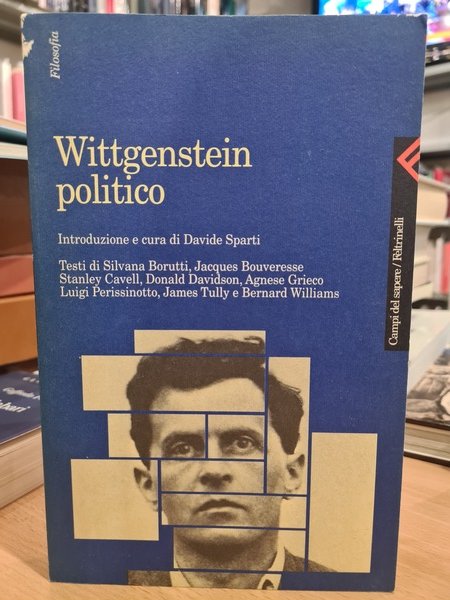 Filosofia
Wittgenstein
politico
Introduzione e cura di Davide Sparti
Testi di Silvana Borutti, Jacques Bouveresse
Stanley Cavell, Donald Davidson, Agnese Grieco
Luigi Perissinotto, James Tully e Bernard Williams
Campi del sapere / Feltrinelli